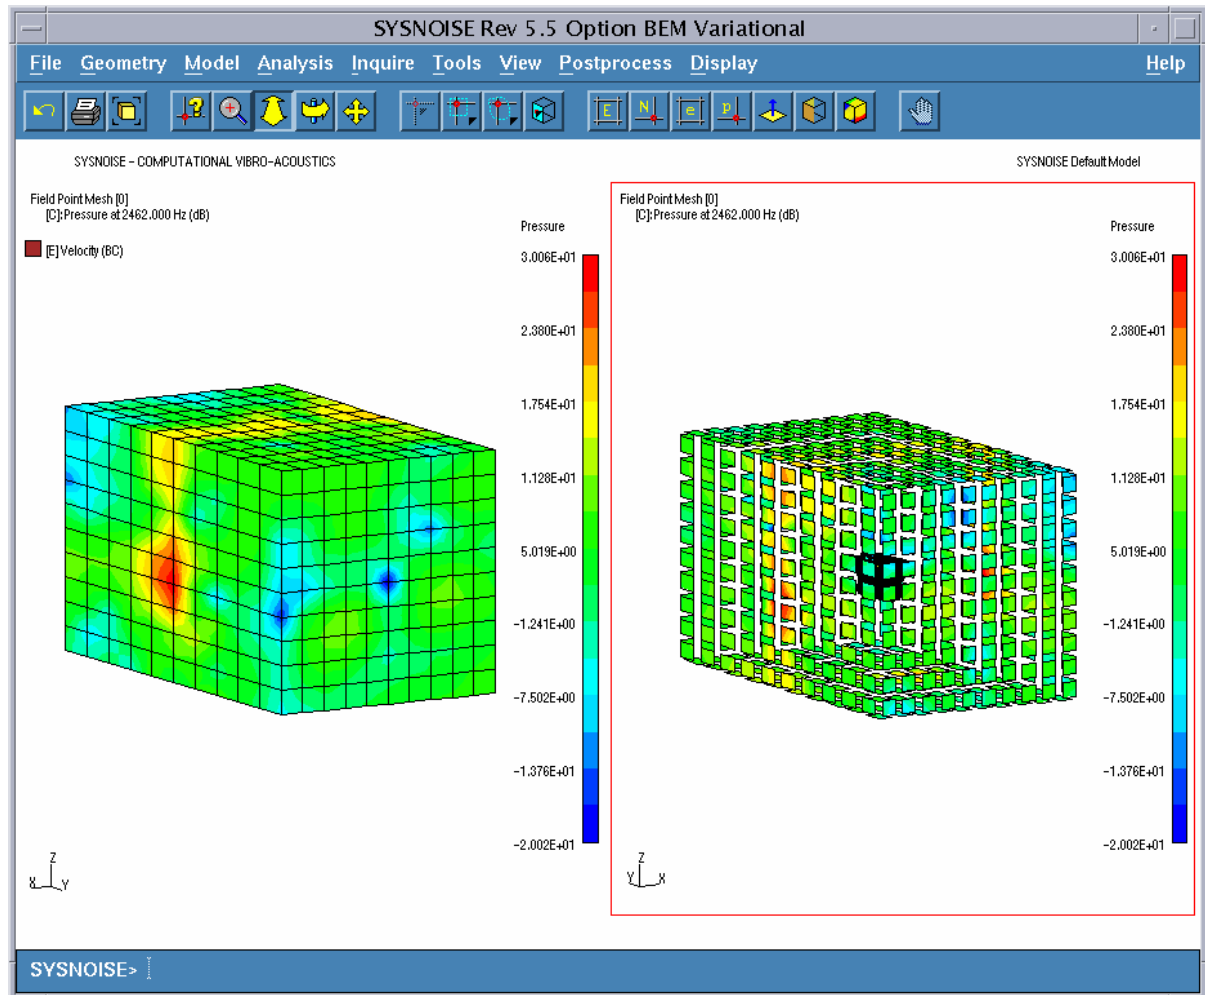 SYSNOISE Rev 5.5 Option BEM Variational
File Geometry Model Analysis Inquire Tools View Postprocess Display Help
? E N e p
SYSNOISE - COMPUTATIONAL VIBRO-ACOUSTICS
SYSNOISE Default Model
Field Point Mesh [0]
[C]:Pressure at 2462.000 Hz (dB)
[E] Velocity (BC)
Pressure
3.006E+01
2.380E+01
1.754E+01
1.128E+01
5.019E+00
-1.241E+00
-7.502E+00
-1.376E+01
-2.002E+01
Z
X Y
Field Point Mesh [0]
[C]:Pressure at 2462.000 Hz (dB)
Pressure
3.006E+01
2.380E+01
1.754E+01
1.128E+01
5.019E+00
-1.241E+00
-7.502E+00
-1.376E+01
-2.002E+01
Z
Y X
SYSNOISE>